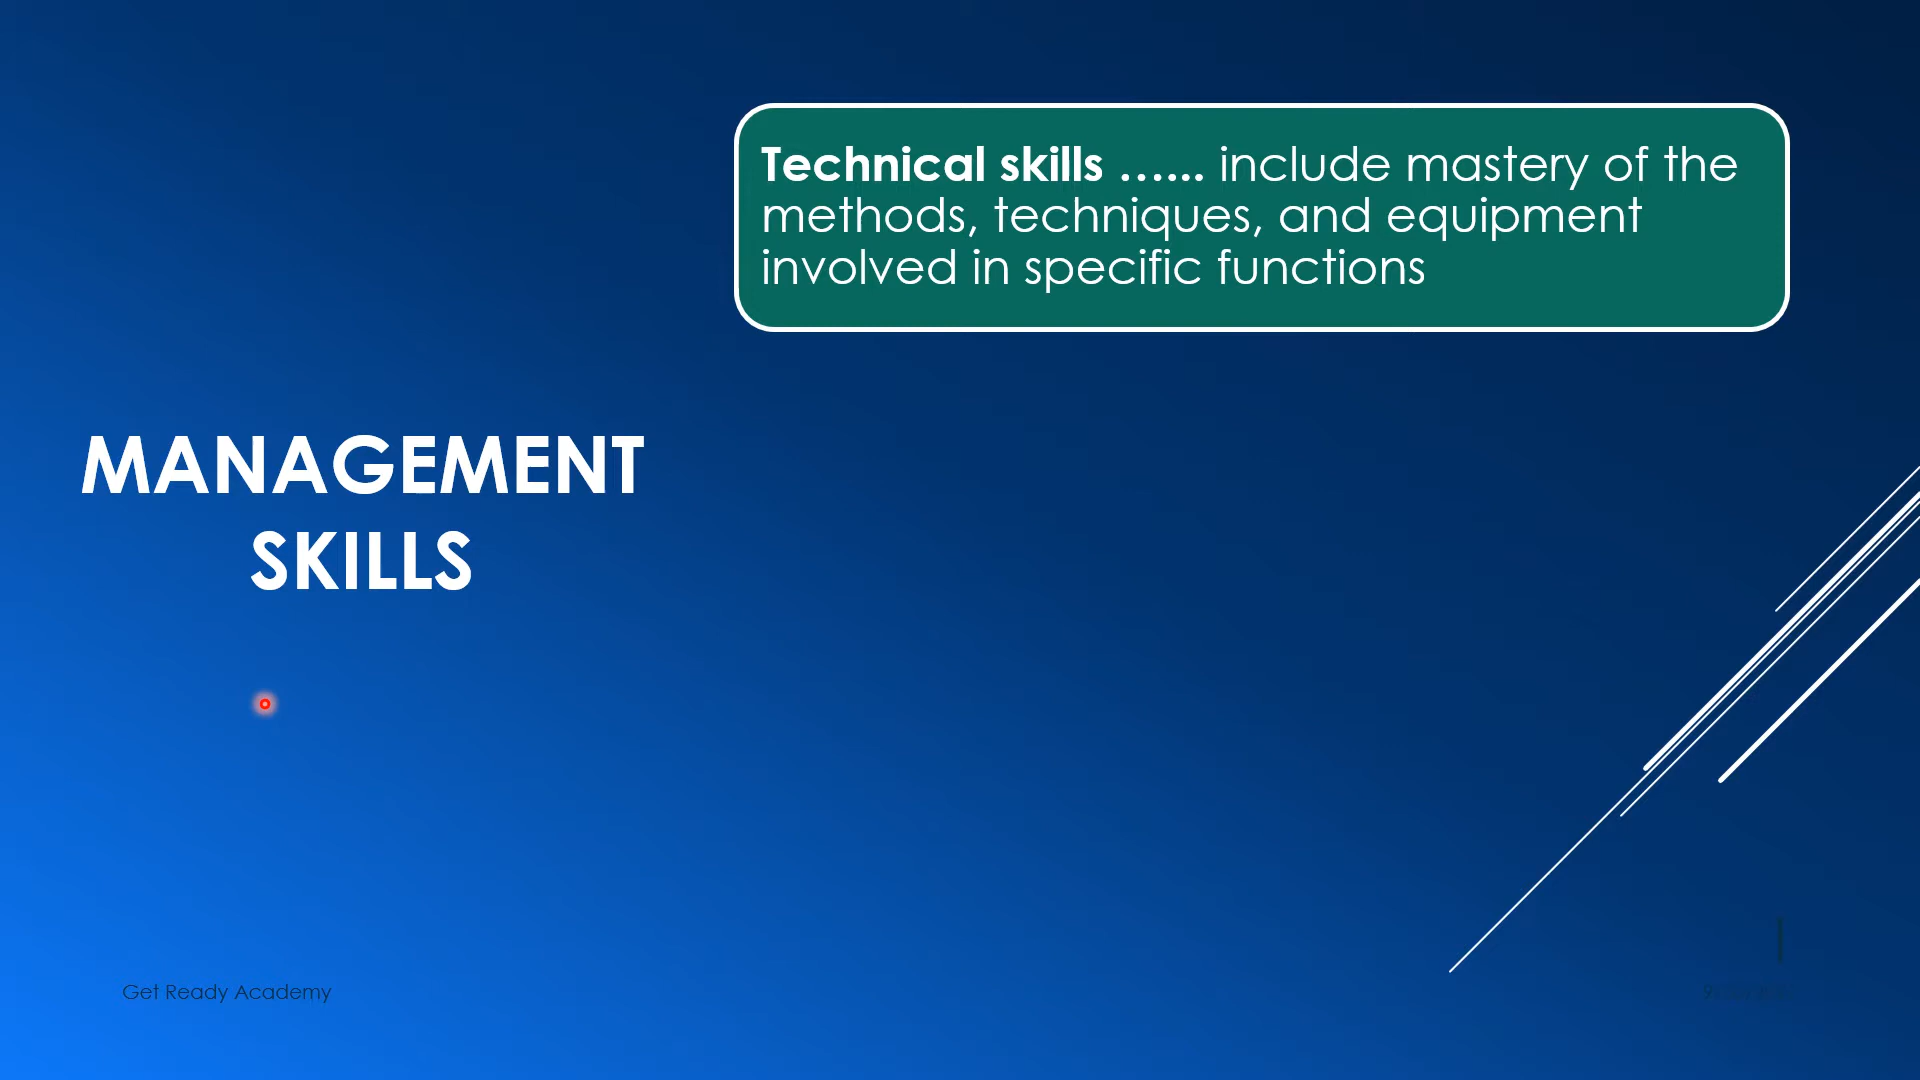 Technical skills …... include mastery of the
methods, techniques, and equipment
involved in specific functions
MANAGEMENT
SKILLS
Get Ready Academy